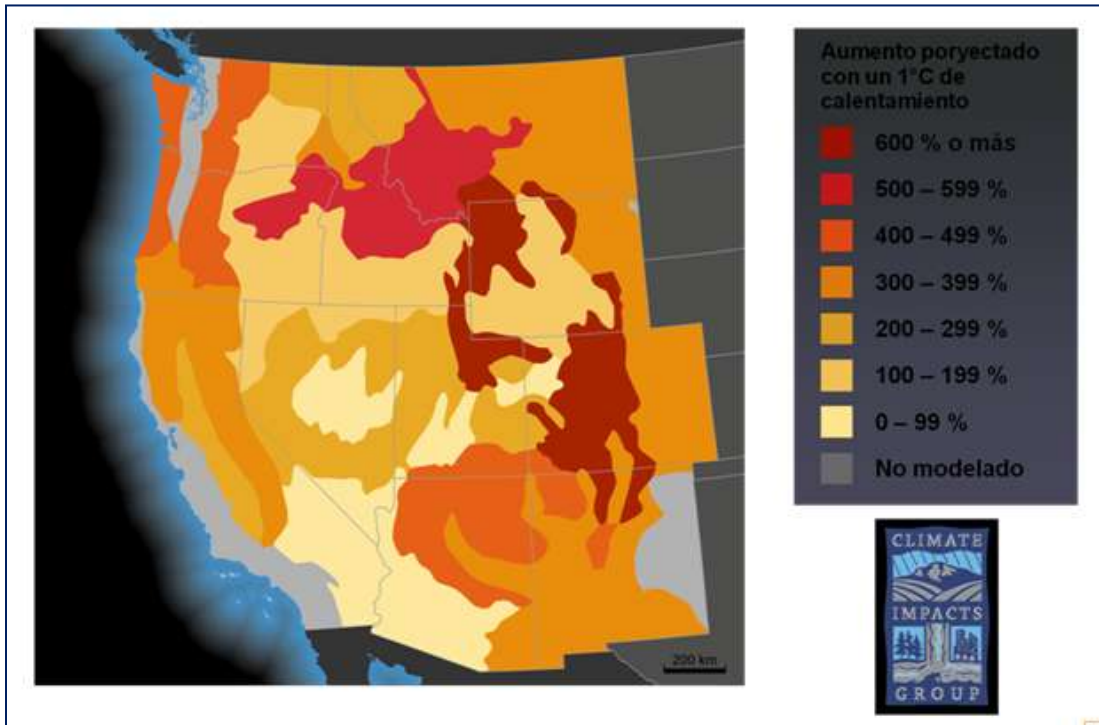 Aumento poryectado
con un 1°C de
calentamiento
600 % o más
500 – 599 %
400 – 499 %
300 – 399 %
200 – 299 %
100 – 199 %
0 – 99 %
No modelado
200 km
CLIMATE
IMPACTS
GROUP